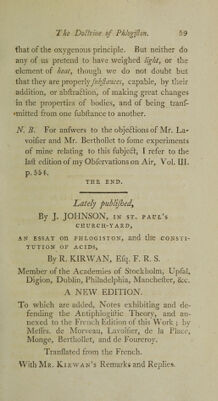 The Doctrine of Phlogiston. 59
that of the oxygenous principle. But neither do
any of us pretend to have weighed light, or the
element of heat, though we do not doubt but
that they are properly substances, capable, by their
addition, or abstraction, of making great changes
in the properties of bodies, and of being trans-
mitted from one substance to another.
N. B. For answers to the objections of Mr. La-
voisier and Mr. Berthollet to some experiments
of mine relating to this subject, I refer to the
last edition of my Observations on Air, Vol. III.
p. 554.
THE END.
Lately published,
By J. JOHNSON, IN ST. PAUL'S
CHURCH-YARD,
AN ESSAY ON PHLOGISTON, and the CONSTI-
TUTION OF ACIDS,
By R. KIRWAN, Esq. F. R. S.
Member of the Academies of Stockholm, Upsal,
Digion, Dublin, Philadelphia, Manchester, &c.
A NEW EDITION.
To which are added, Notes exhibiting and de-
fending the Antiphlogistic Theory, and an-
nexed to the French Edition of this Work; by
Messrs. de Morveau, Lavoisier, de la Place,
Monge, Berthollet, and de Fourcroy.
Translated from the French.
With Mr. KIRWAN's Remarks and Replies.